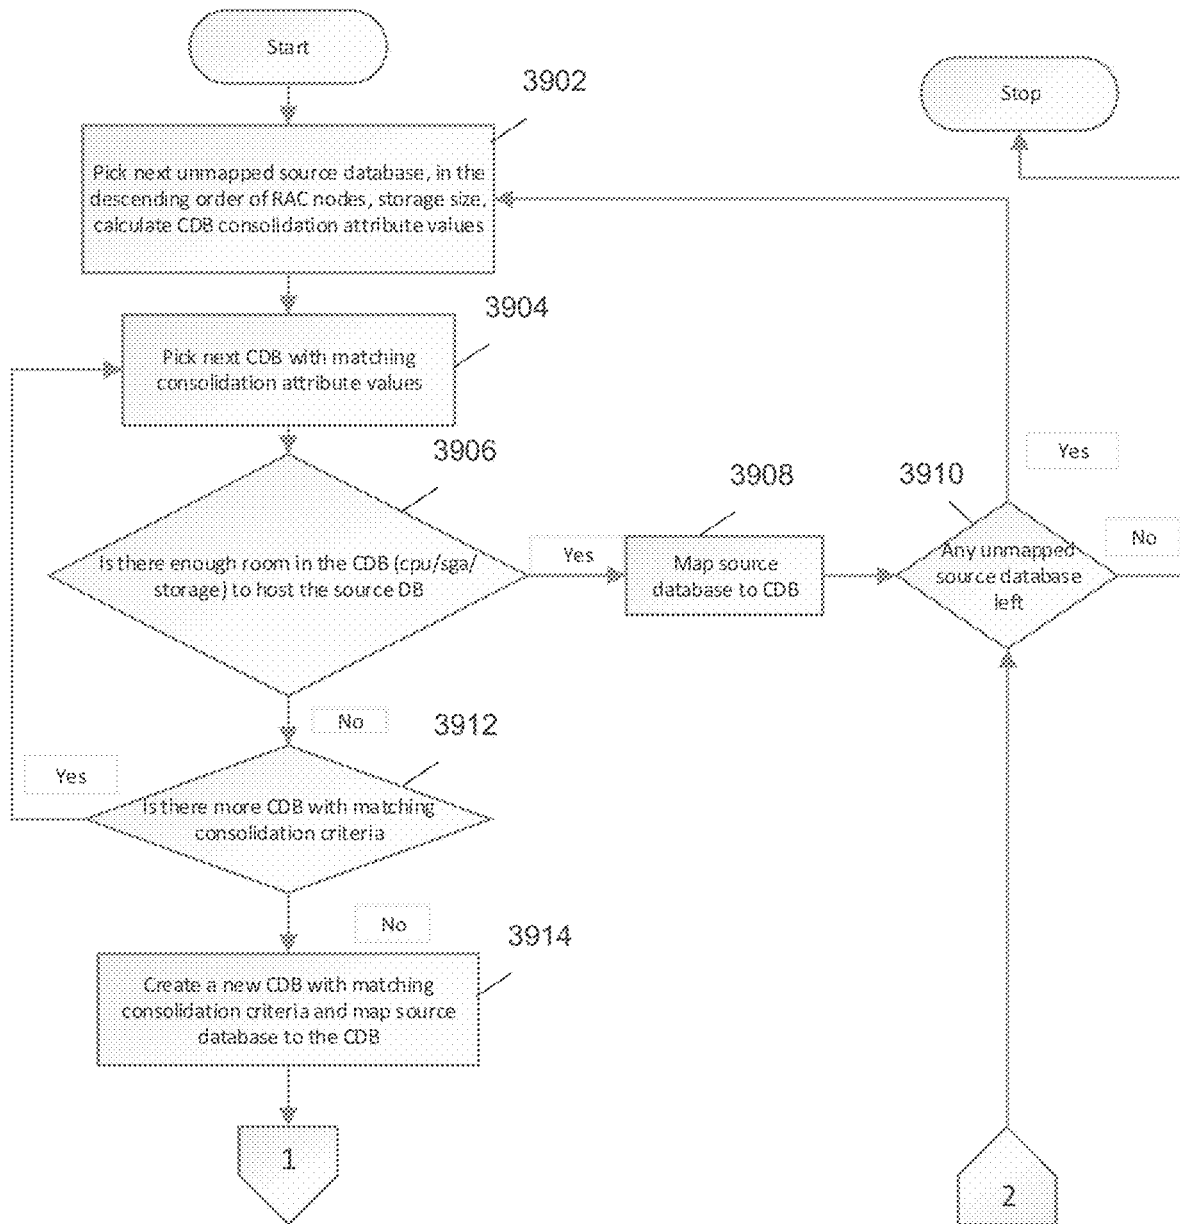 Start
3902
Stop
Pick next unmapped source database, in the
descending order of RAC nodes, storage size,
calculate CDB consolidation attribute values
3904
Pick next CDB with matching
consolidation attribute values
3906
Is there enough room in the CDB (cpu/sga/
storage) to host the source DB
Yes
3908
Map source
database to CDB
3910
Yes
Any unmapped
source database
left
No
No
3912
Yes
Is there more CDB with matching
consolidation criteria
No
3914
Create a new CDB with matching
consolidation criteria and map source
database to the CDB
1
2